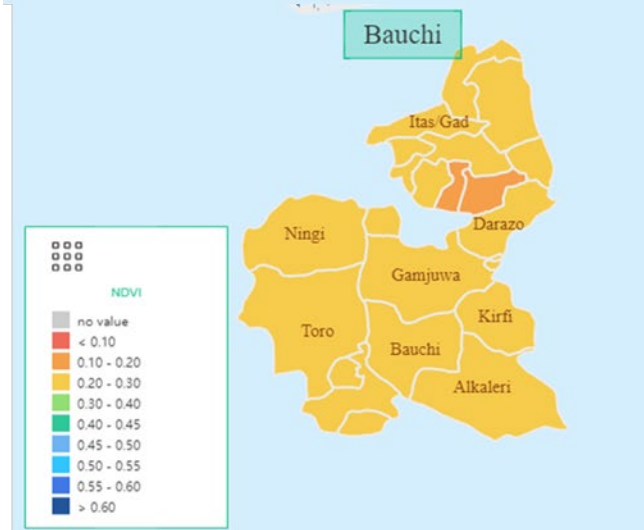 Bauchi
Itas/Gad
Darazo
Ningi
Gamjuwa
Kirfi
Toro
Bauchi
Alkaleri
NDVI
no value
< 0.10
0.10 - 0.20
0.20 - 0.30
0.30 - 0.40
0.40 - 0.45
0.45 - 0.50
0.50 - 0.55
0.55 - 0.60
> 0.60